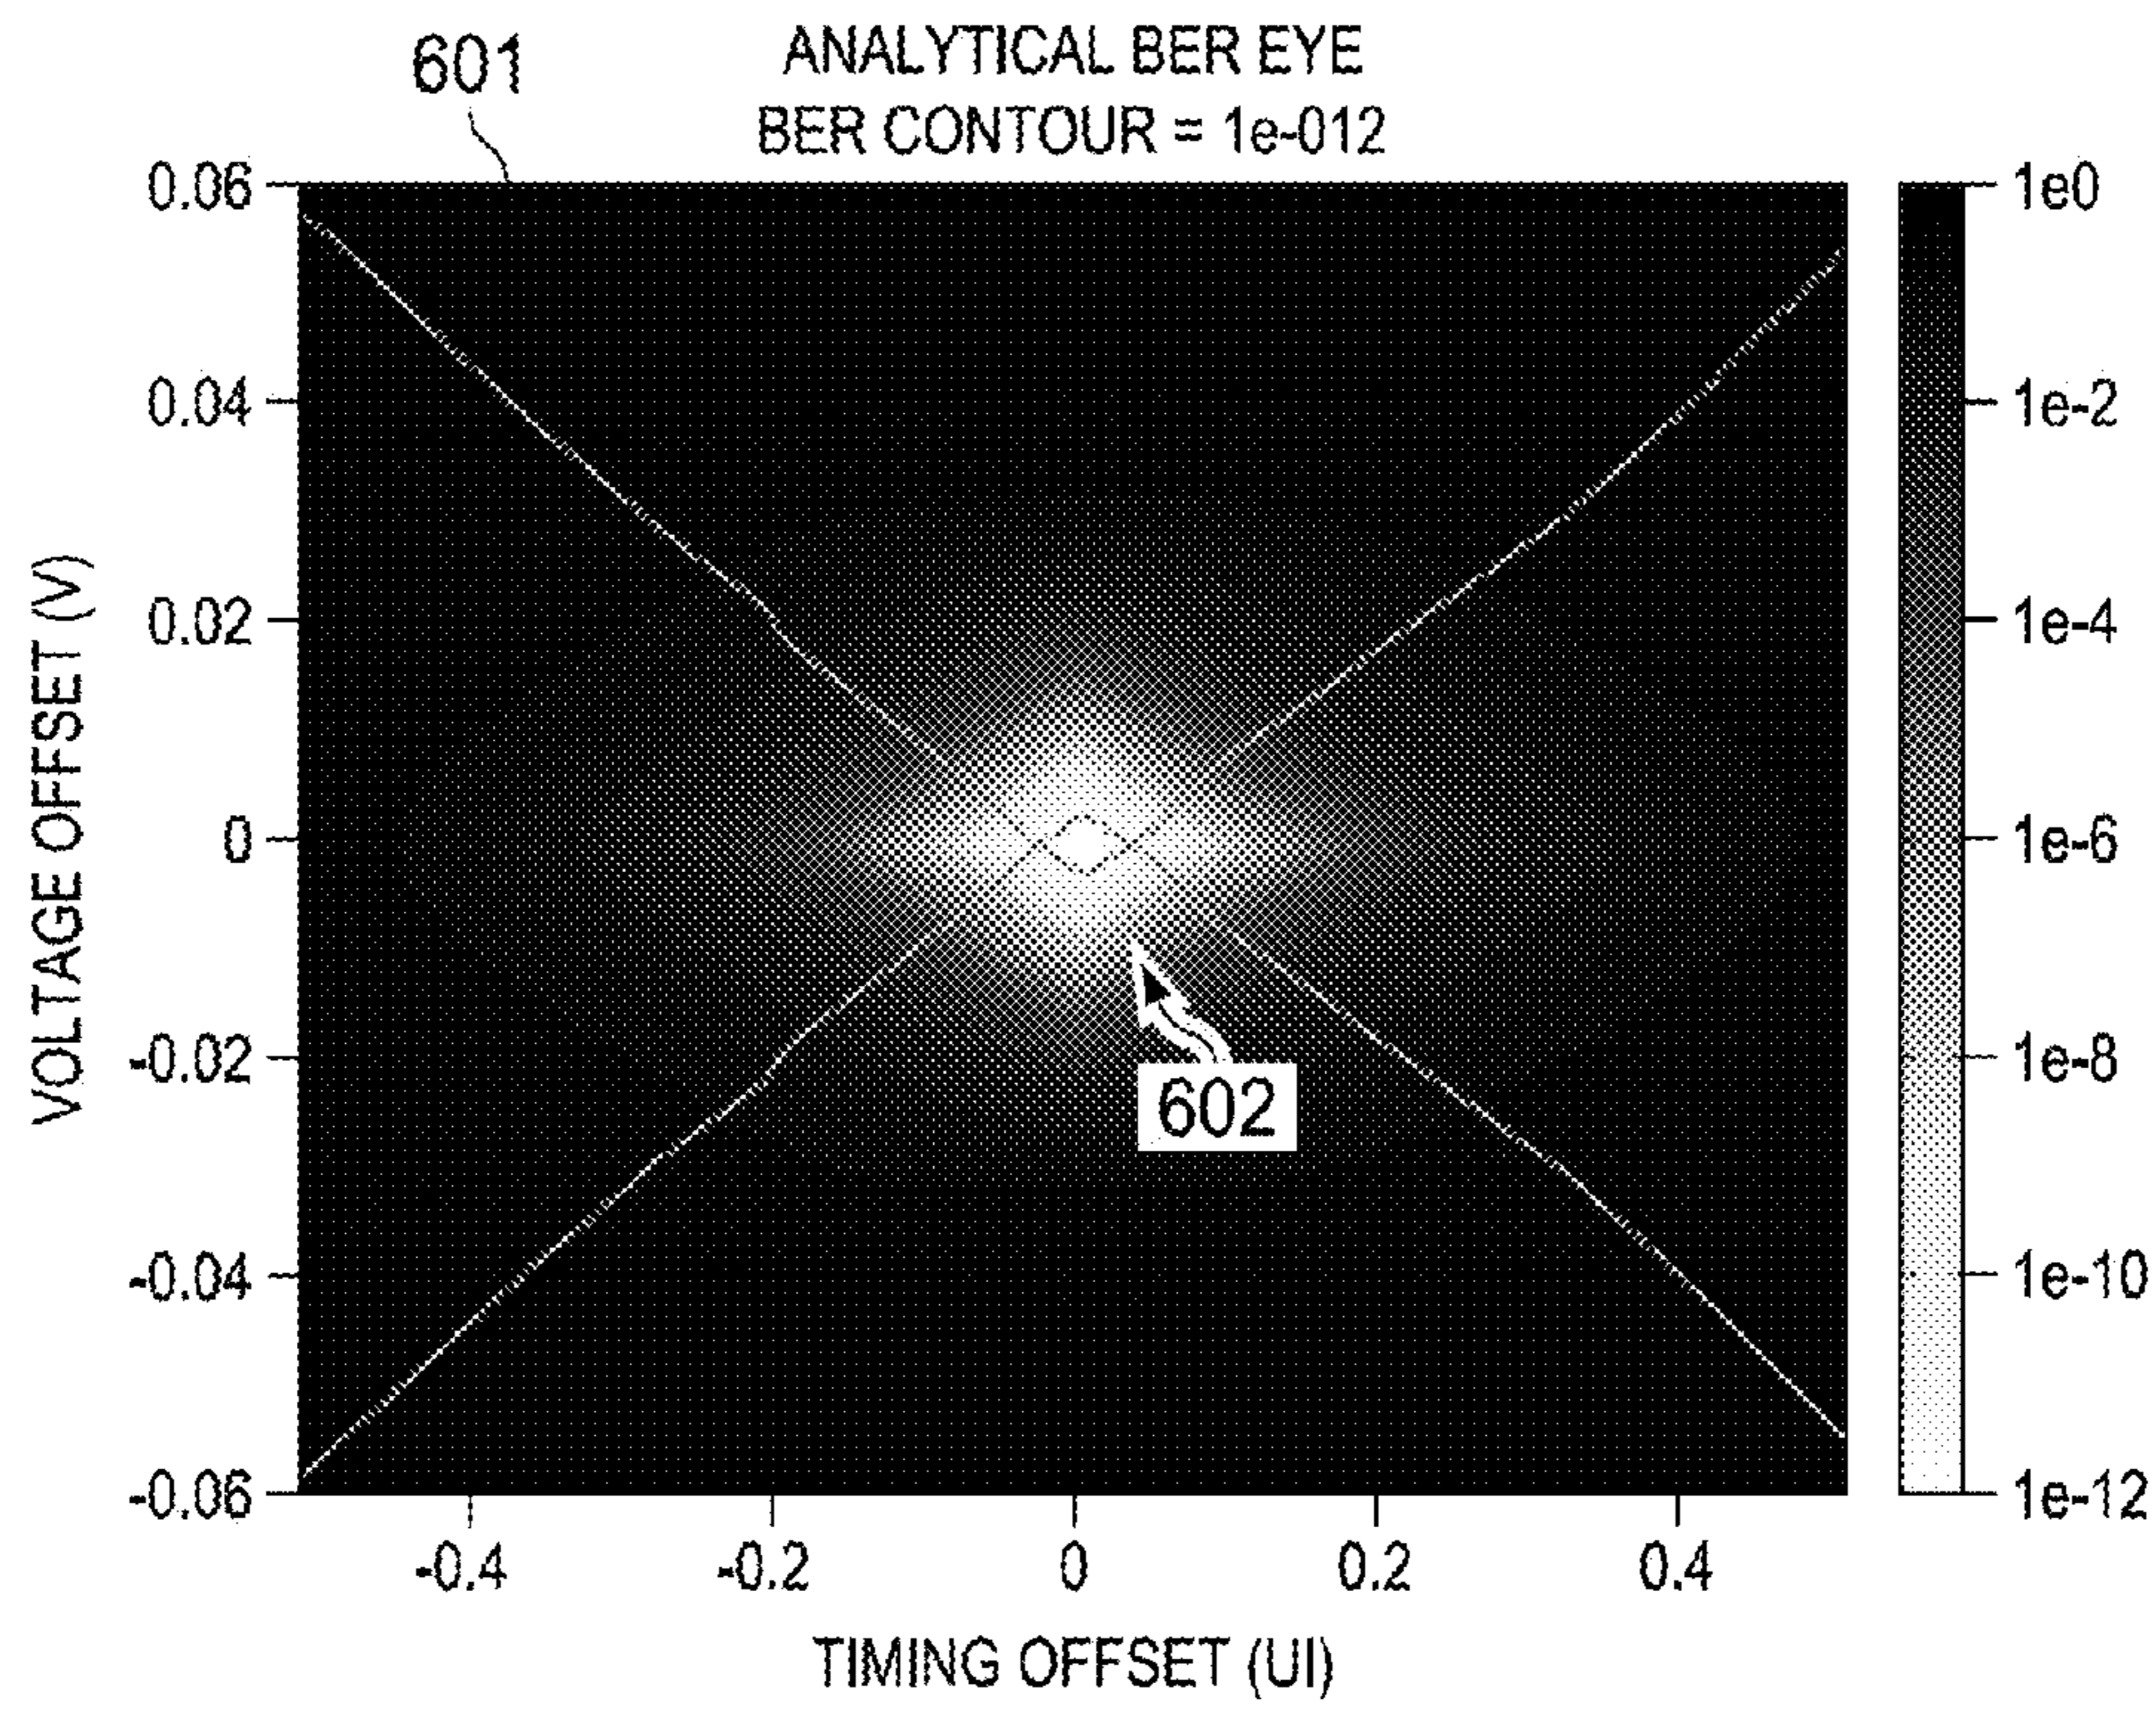 601
ANALYTICAL BER EYE
BER CONTOUR = 1e-012
0.06
0.04
0.02
0
-0.02
-0.04
-0.06
VOLTAGE OFFSET (V)
602
-0.4
-0.2
0
0.2
0.4
TIMING OFFSET (UI)
1e0
1e-2
1e-4
1e-6
1e-8
1e-10
1e-12